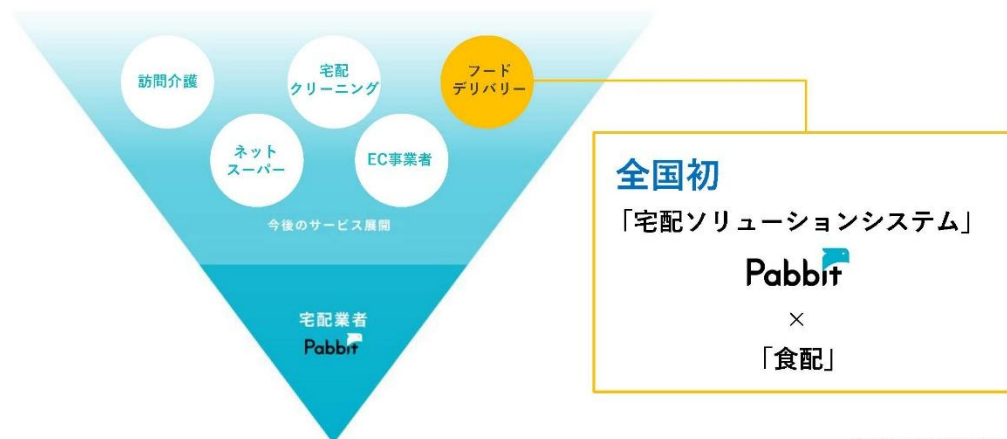 訪問介護
宅配
クリーニング
フード
デリバリー
ネット
スーパー
EC事業者
今後のサービス展開
宅配業者
Pabbit
全国初
「宅配ソリューションシステム」
Pabbit
×
「食配」